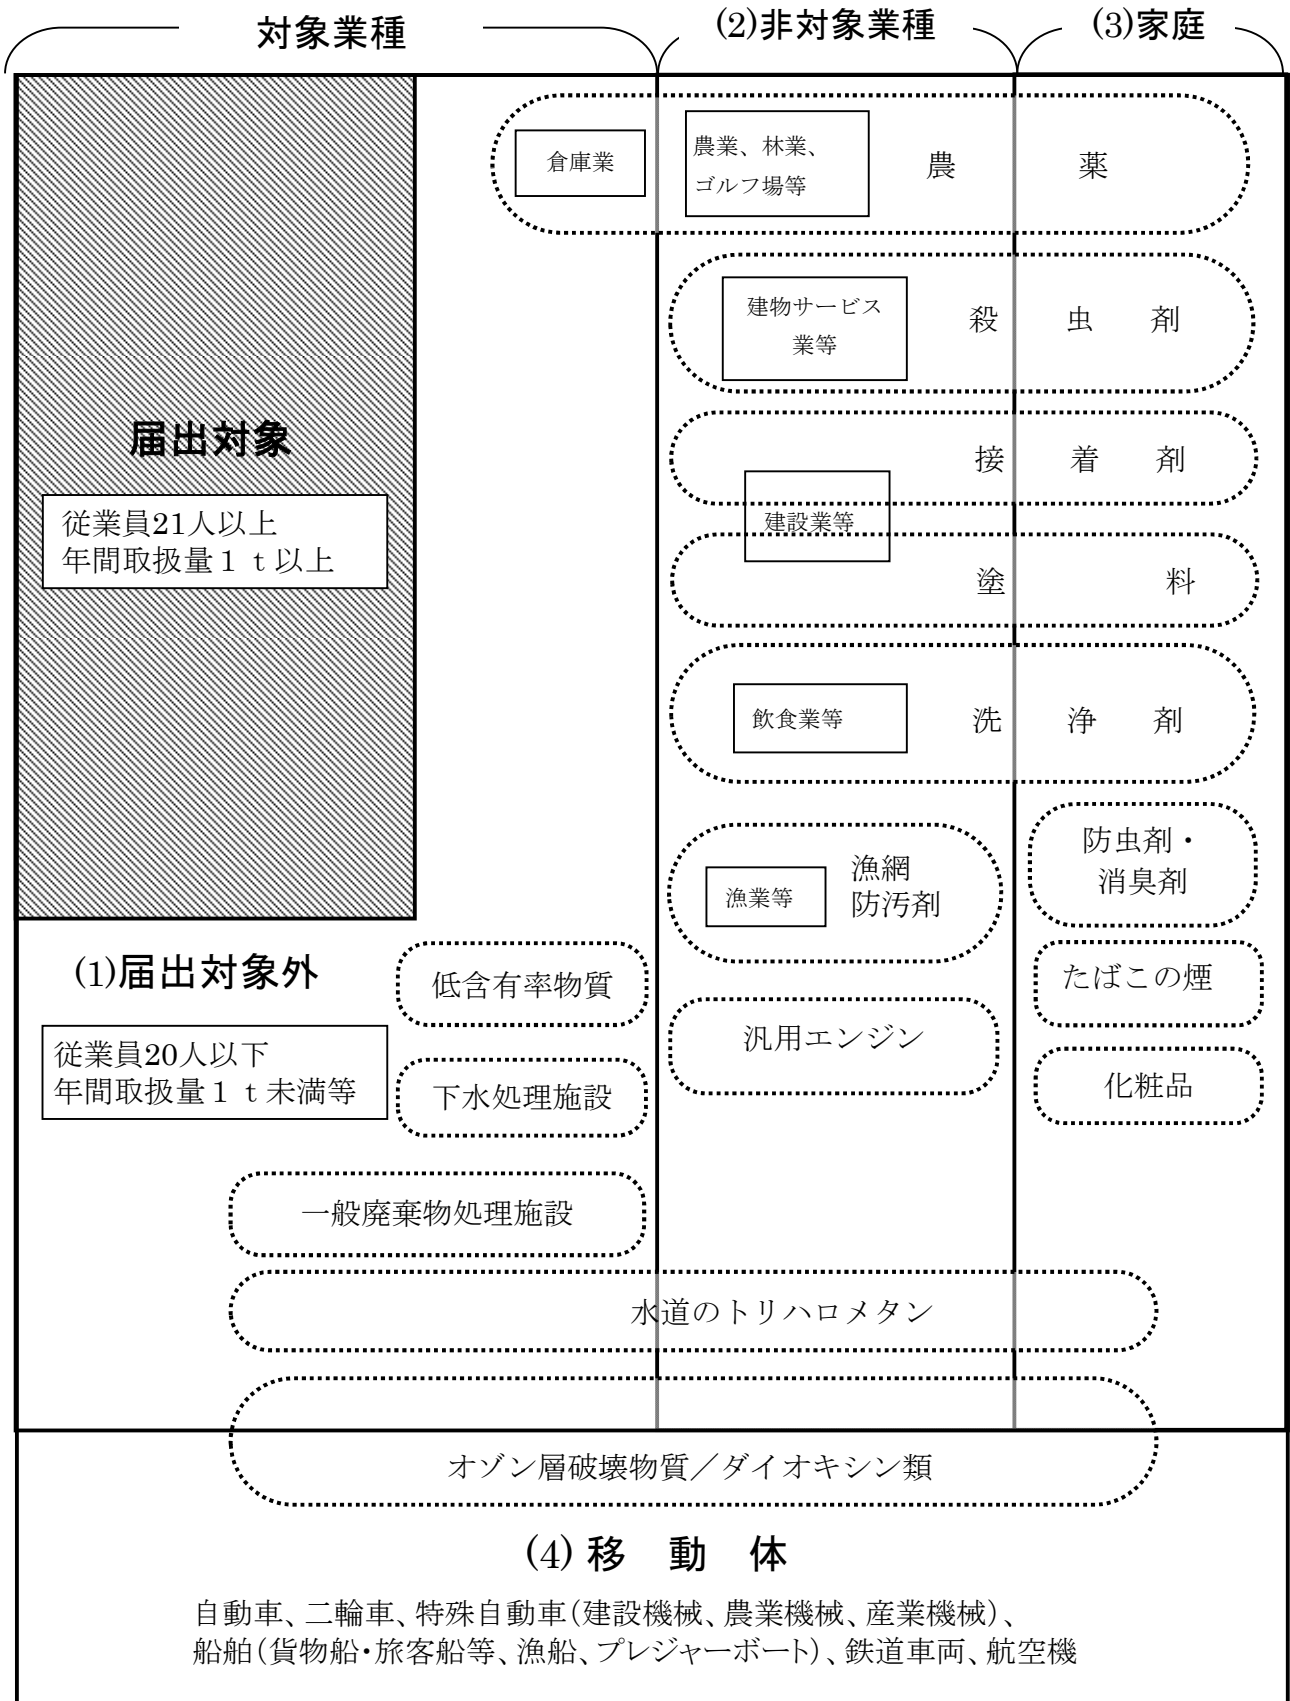 対象業種
(2)非対象業種
(3)家庭
倉庫業
農業、林業、
ゴルフ場等
農 薬
建物サービス
業等
殺 虫 剤
届出対象
従業員21人以上
年間取扱量1 t以上
接 着 剤
建設業等
塗 料
飲食業等
洗 浄 剤
漁業等
漁網
防汚剤
防虫剤・
消臭剤
(1)届出対象外
低含有率物質
たばこの煙
従業員20人以下
年間取扱量1 t未満等
汎用エンジン
下水処理施設
化粧品
一般廃棄物処理施設
水道のトリハロメタン
オゾン層破壊物質/ダイオキシン類
(4) 移 動 体
自動車、二輪車、特殊自動車(建設機械、農業機械、産業機械)、
船舶(貨物船・旅客船等、漁船、プレジャーボート)、鉄道車両、航空機